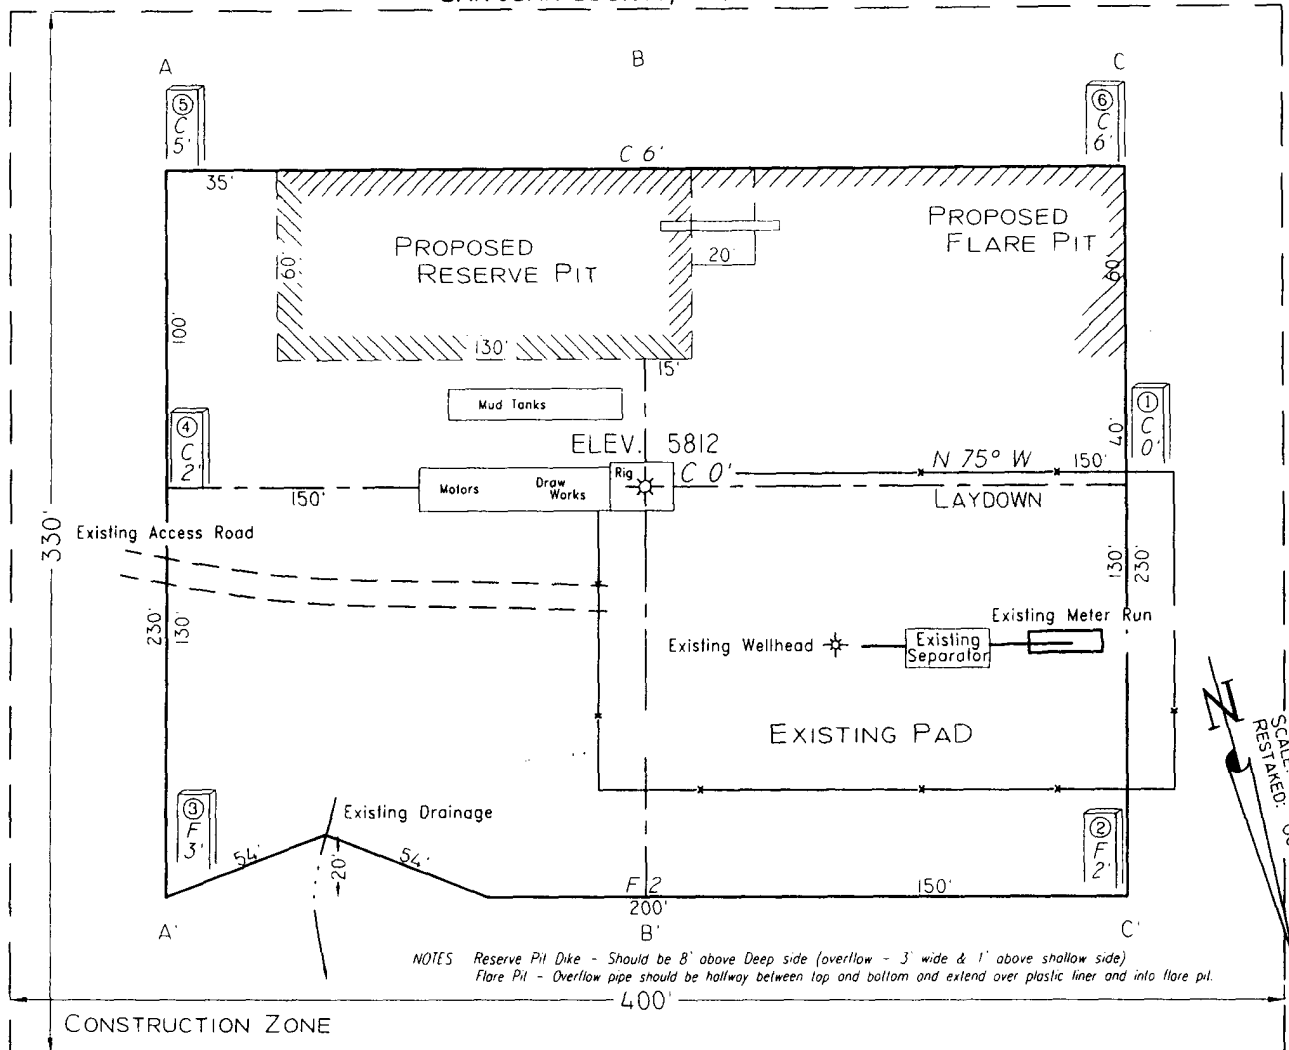 A
B
C
⑤
C
5'
⑥
C
6'
C 6'
35'
PROPOSED
RESERVE PIT
PROPOSED
FLARE PIT
60'
20'
60'
100'
130'
15'
Mud Tanks
①
C
0'
40'
④
C
2'
ELEV. 5812
C 0'
N 75° W
150'
Rig
Motors
Draw
Works
150'
LAYDOWN
330'
Existing Access Road
130'
230'
230'
130'
Existing Meter Run
Existing Wellhead
Existing
Separator
EXISTING PAD
N
SCALE:
RESTAKED:
③
F
3'
Existing Drainage
②
F
2'
54'
20'
54'
F 2
200'
150'
A'
B'
C'
NOTES Reserve Pit Dike - Should be 8' above Deep side (overflow - 3' wide & 1' above shallow side)
Flare Pit - Overflow pipe should be halfway between top and bottom and extend over plastic liner and into flare pit.
400'
CONSTRUCTION ZONE